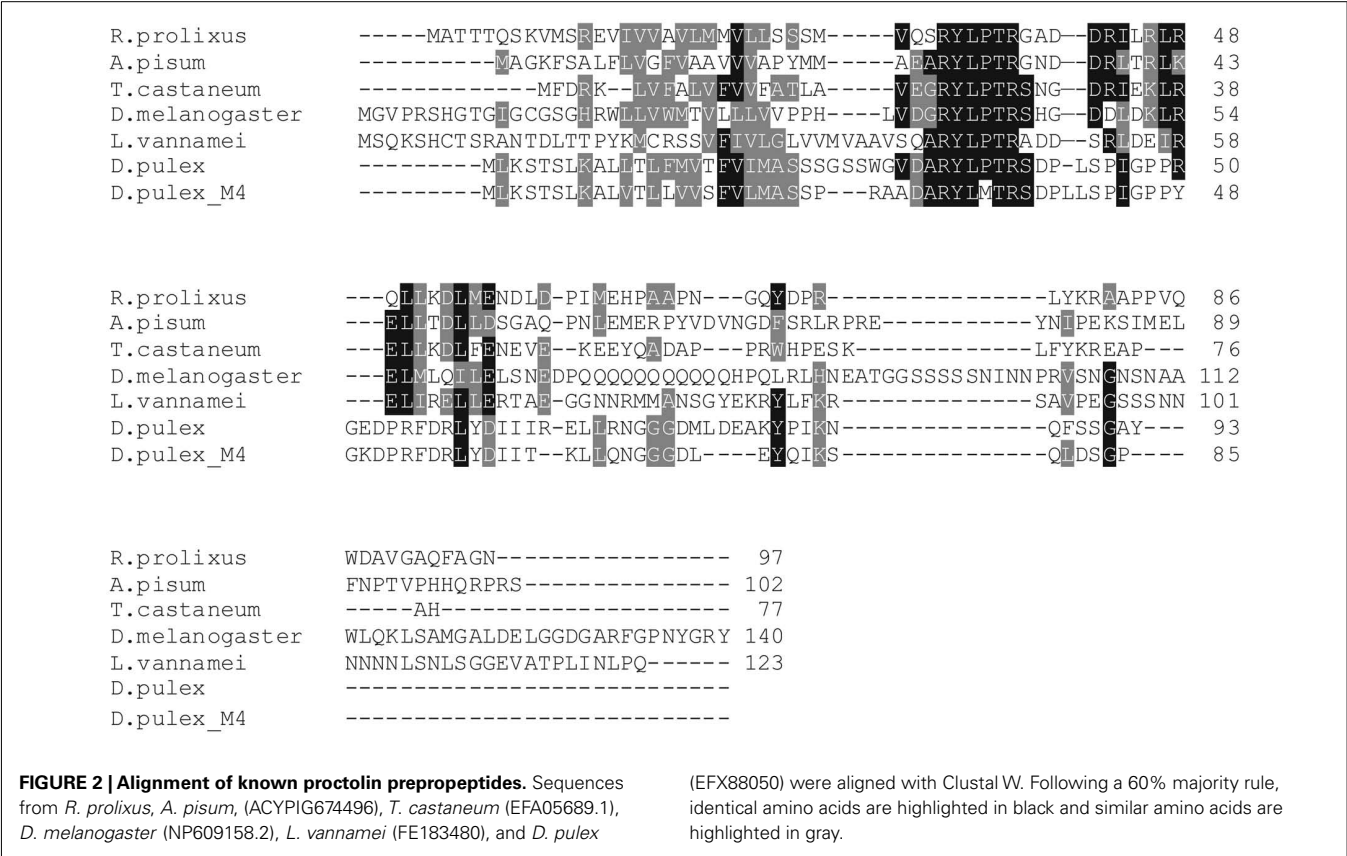 R.prolixus -----MATTTQSKVMSREVIVVAVLMMVLLSSSM-----VQSRYLPTRGAD--DRILRLR 48
A.pisum ---------MAGKFSALFLVGFVAAVVVVAPYMM-----AEARYLPTRGND--DRLTRLK 43
T.castaneum ------------MFDRK--LVFALVFVVFATLA------VEGRYLPTRSNG--DRIEKLR 38
D.melanogaster MGVPRSHGTGIGCGSGHRWLLVWMTVLLLVVPPH-----LVDGRYLPTRSHG--DDLDKLR 54
L.vannamei MSQKSHCTSRANTDLTTPYKMCRSSVFIVLGLVVMVAAVSQARYLPTRADD--SRLDEIR 58
D.pulex ---------MLKSTSLKALLTLFMVTFVIMASSSGSSWGVDARYLPTRSDP-LSPIGPPR 50
D.pulex_M4 ---------MLKSTSLKALVTLLVVSFVLMASSP----RAADARYLMTRSDPLLSPIGPPY 48
R.prolixus ---QLLKDLMENDLD-PIMEHPAAPN---GQYDPR-------------LYKRAAPPVQ 86
A.pisum ---ELLTDLLDSGAQ-PNLEMERPYVDVNGDFSRLRPRE------------YNIPEKSIMEL 89
T.castaneum ---ELLKDLFENEVE--KEEYQADAP---PRWHPESK-----------LFYKREAP--- 76
D.melanogaster ---ELMLQILELSNEDPQQQQQQQQQQQHPQLRLHNEATGGSSSSSNINNPRVSNGNSNAA 112
L.vannamei ---ELIRELLERTAE-GGNNRMMANSGYEKRYLFKR-------------SAVPEGSSSNN 101
D.pulex GEDPRFDRLYDIIIR-ELLRNGGGDMLDEAKYPIKN-------------QFSSGAY--- 93
D.pulex_M4 GKDPRFDRLYDIIT--KLLQNGGGDL----EYQIKS-------------QLDSGP---- 85
R.prolixus WDAVGAQFAGN----------------- 97
A.pisum FNPTVPHHQRPRS--------------- 102
T.castaneum -----AH--------------------- 77
D.melanogaster WLQKLSAMGALDELGGDGARFGPNYGRY 140
L.vannamei NNNNLSNLSGGEVATPLINLPQ------ 123
D.pulex ----------------------------
D.pulex_M4 ----------------------------
FIGURE 2 | Alignment of known proctolin prepropeptides. Sequences
from R. prolixus, A. pisum, (ACYPIG674496), T. castaneum (EFA05689.1),
D. melanogaster (NP609158.2), L. vannamei (FE183480), and D. pulex
(EFX88050) were aligned with Clustal W. Following a 60% majority rule,
identical amino acids are highlighted in black and similar amino acids are
highlighted in gray.